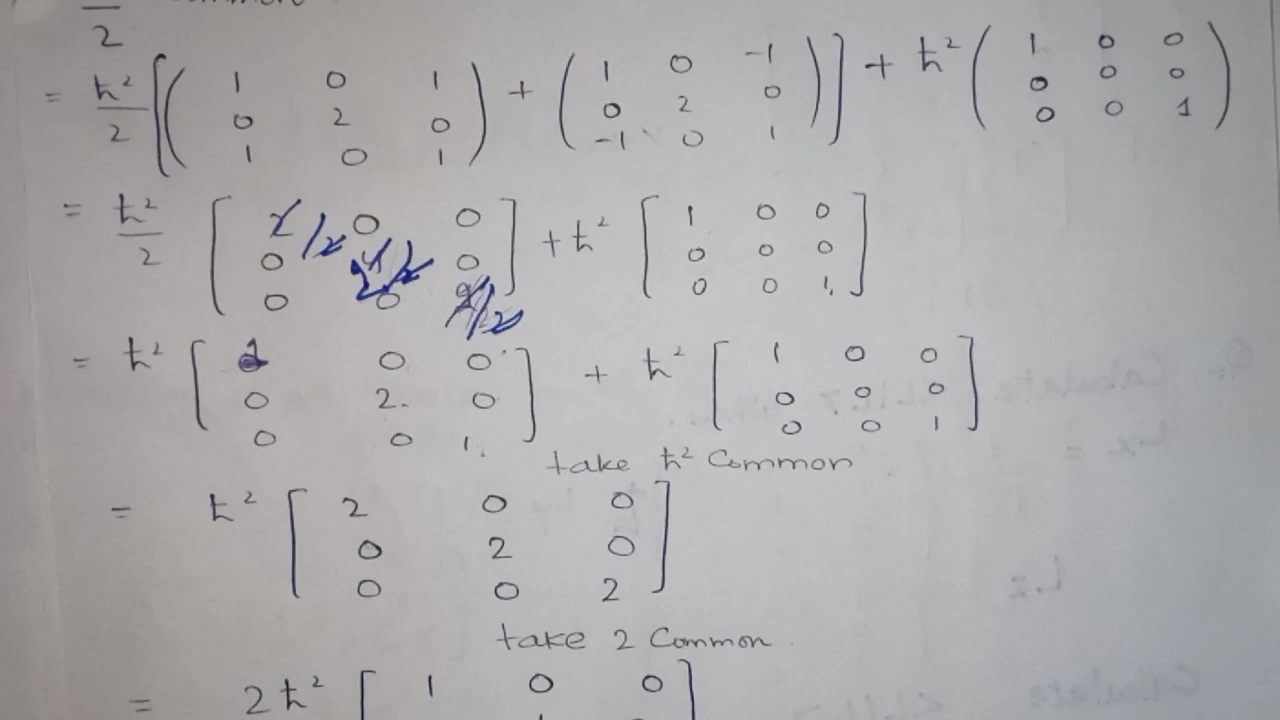 2
= ħ²/2 [( 1 0 1 ) + ( 1 0 -1 )] + ħ² ( 1 0 0 )
0 2 0 0 2 0 0 0 0
1 0 1 -1 0 1 0 0 1
= ħ²/2 [ 2/2 0 0 ] + ħ² [ 1 0 0 ]
0 4/2 0 0 0 0
0 0 2/2 0 0 1
= ħ² [ 1 0 0 ] + ħ² [ 1 0 0 ]
0 2 0 0 0 0
0 0 1 0 0 1
take ħ² Common
= ħ² [ 2 0 0 ]
0 2 0
0 0 2
take 2 Common
= 2ħ² [ 1 0 0 ]